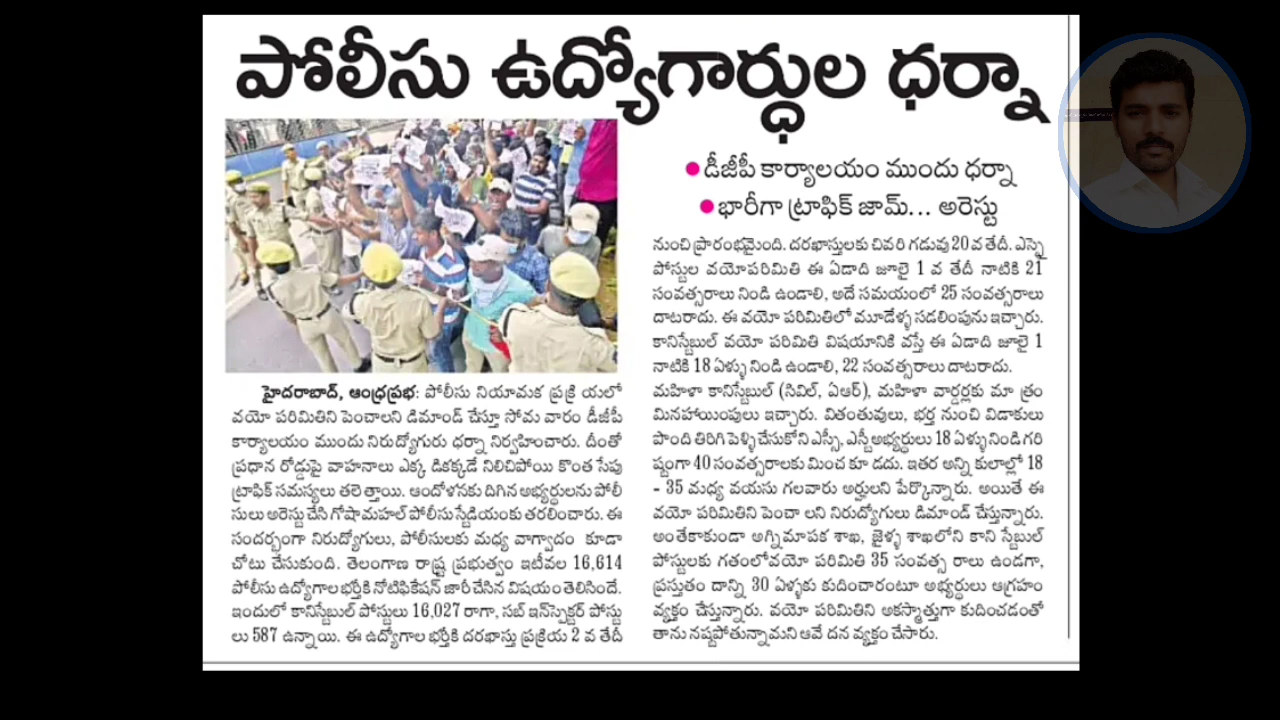 పోలీసు ఉద్యోగార్థుల ధర్నా
డీజీపీ కార్యాలయం ముందు ధర్నా
భారీగా ట్రాఫిక్ జామ్... అరెస్టు
హైదరాబాద్, ఆంధ్రప్రభ: పోలీసు నియామక ప్రక్రి యలో
వయో పరిమితిని పెంచాలని డిమాండ్ చేస్తూ సోమ వారం డీజీపీ
కార్యాలయం ముందు నిరుద్యోగురు ధర్నా నిర్వహించారు. దీంతో
ప్రధాన రోడ్డుపై వాహనాలు ఎక్క డికక్కడే నిలిచిపోయి కొంత సేపు
ట్రాఫిక్ సమస్యలు తలె త్తాయి. ఆందోళనకు దిగిన అభ్యర్థులను పోలీ
సులు అరెస్టు చేసి గోషామహల్ పోలీసుస్టేడియంకు తరలించారు. ఈ
సందర్భంగా నిరుద్యోగులు, పోలీసులకు మధ్య వాగ్వాదం కూడా
చోటు చేసుకుంది. తెలంగాణ రాష్ట్ర ప్రభుత్వం ఇటీవల 16,614
పోలీసు ఉద్యోగాల భర్తీకి నోటిఫికేషన్ జారీ చేసిన విషయం తెలిసిందే.
ఇందులో కానిస్టేబుల్ పోస్టులు 16,027 రాగా, సబ్ ఇన్‌స్పెక్టర్ పోస్టు
లు 587 ఉన్నాయి. ఈ ఉద్యోగాల భర్తీకి దరఖాస్తు ప్రక్రియ 2 వ తేదీ
నుంచి ప్రారంభమైంది. దరఖాస్తులకు చివరి గడువు 20 వ తేదీ. ఎస్సై
పోస్టుల వయోపరిమితి ఈ ఏడాది జూలై 1 వ తేదీ నాటికి 21
సంవత్సరాలు నిండి ఉండాలి, అదే సమయంలో 25 సంవత్సరాలు
దాటరాదు. ఈ వయో పరిమితిలో మూడేళ్ళ సడలింపును ఇచ్చారు.
కానిస్టేబుల్ వయో పరిమితి విషయానికి వస్తే ఈ ఏడాది జూలై 1
నాటికి 18 ఏళ్ళు నిండి ఉండాలి, 22 సంవత్సరాలు దాటరాదు.
మహిళా కానిస్టేబుల్ (సివిల్, ఏఆర్), మహిళా వార్డర్లకు మా త్రం
మినహాయింపులు ఇచ్చారు. వితంతువులు, భర్త నుంచి విడాకులు
పొంది తిరిగి పెళ్ళి చేసుకోని ఎస్సీ, ఎస్టీ అభ్యర్థులు 18 ఏళ్ళు నిండి గరి
ష్ఠంగా 40 సంవత్సరాలకు మించ కూ డదు. ఇతర అన్ని కులాల్లో 18
- 35 మధ్య వయసు గలవారు అర్హులని పేర్కొన్నారు. అయితే ఈ
వయో పరిమితిని పెంచా లని నిరుద్యోగులు డిమాండ్ చేస్తున్నారు.
అంతేకాకుండా అగ్నిమాపక శాఖ, జైళ్ళ శాఖలోని కాని స్టేబుల్
పోస్టులకు గతంలోవయో పరిమితి 35 సంవత్స రాలు ఉండగా,
ప్రస్తుతం దాన్ని 30 ఏళ్ళకు కుదించారంటూ అభ్యర్థులు ఆగ్రహం
వ్యక్తం చేస్తున్నారు. వయో పరిమితిని అకస్మాత్తుగా కుదించడంతో
తాను నష్టపోతున్నామని ఆవే దన వ్యక్తం చేసారు.